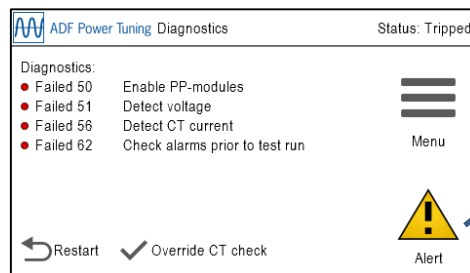 ADF Power Tuning Diagnostics Status: Tripped
Diagnostics:
Failed 50 Enable PP-modules
Failed 51 Detect voltage
Failed 56 Detect CT current
Failed 62 Check alarms prior to test run
Menu
Restart Override CT check
Alert